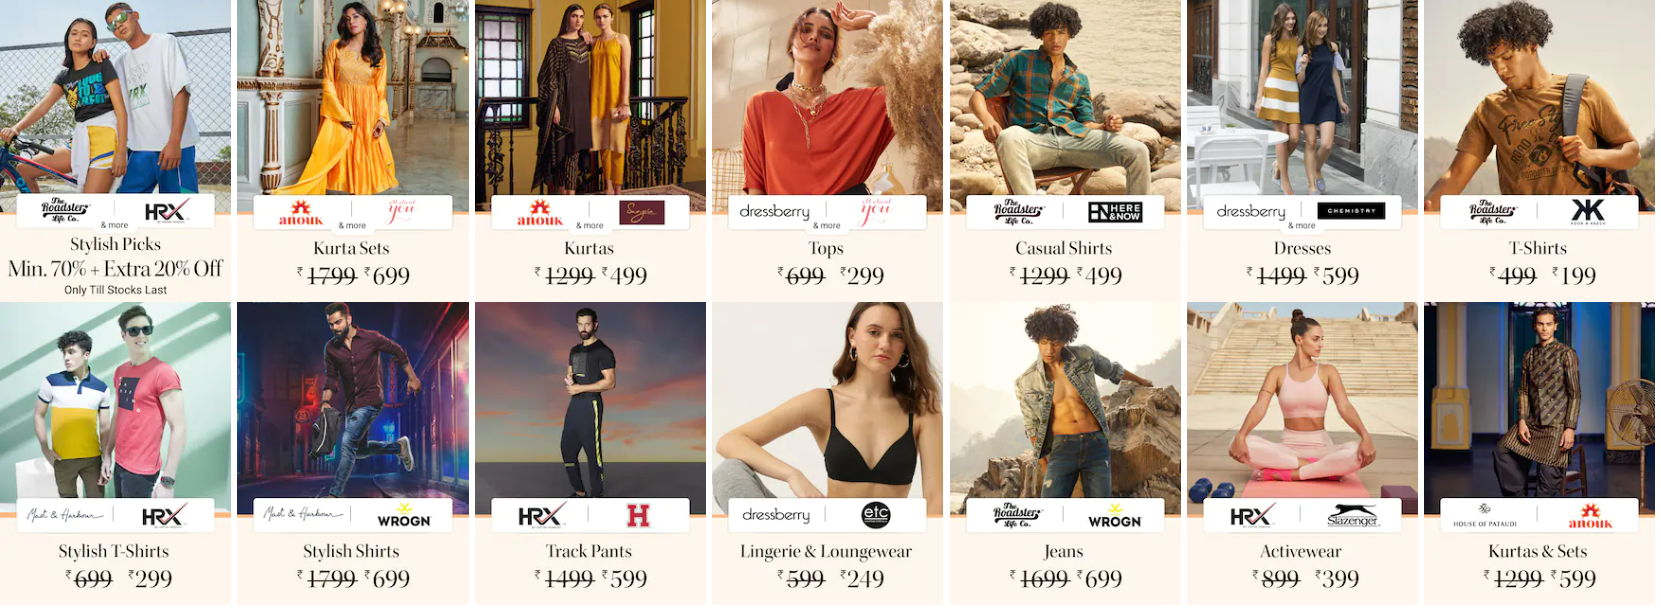 The Roadster Life Co. HRX
& more
Stylish Picks
Min. 70% + Extra 20% Off
Only Till Stocks Last
anouk all about you
& more
Kurta Sets
₹1799 ₹699
anouk Sangria
& more
Kurtas
₹1299 ₹499
dressberry all about you
& more
Tops
₹699 ₹299
The Roadster Life Co. HERE &NOW
Casual Shirts
₹1299 ₹499
dressberry CHEMISTRY
& more
Dresses
₹1499 ₹599
The Roadster Life Co. HOOK & KEECH
T-Shirts
₹499 ₹199
Mast & Harbour HRX
Stylish T-Shirts
₹699 ₹299
Mast & Harbour WROGN
Stylish Shirts
₹1799 ₹699
HRX H
Track Pants
₹1499 ₹599
dressberry etc
Lingerie & Loungewear
₹599 ₹249
The Roadster Life Co. WROGN
Jeans
₹1699 ₹699
HRX Slazenger
Activewear
₹899 ₹399
HOUSE OF PATAUDI anouk
Kurtas & Sets
₹1299 ₹599